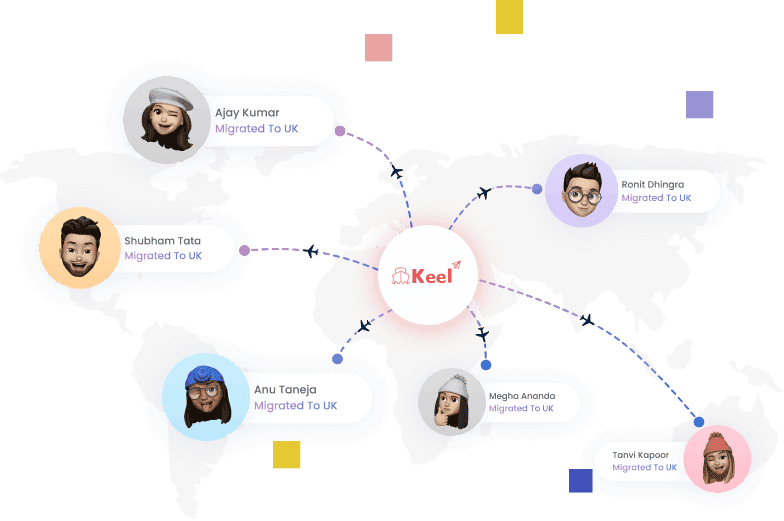 Ajay Kumar
Migrated To UK
Ronit Dhingra
Migrated To UK
Shubham Tata
Migrated To UK
Keel
Anu Taneja
Migrated To UK
Megha Ananda
Migrated To UK
Tanvi Kapoor
Migrated To UK